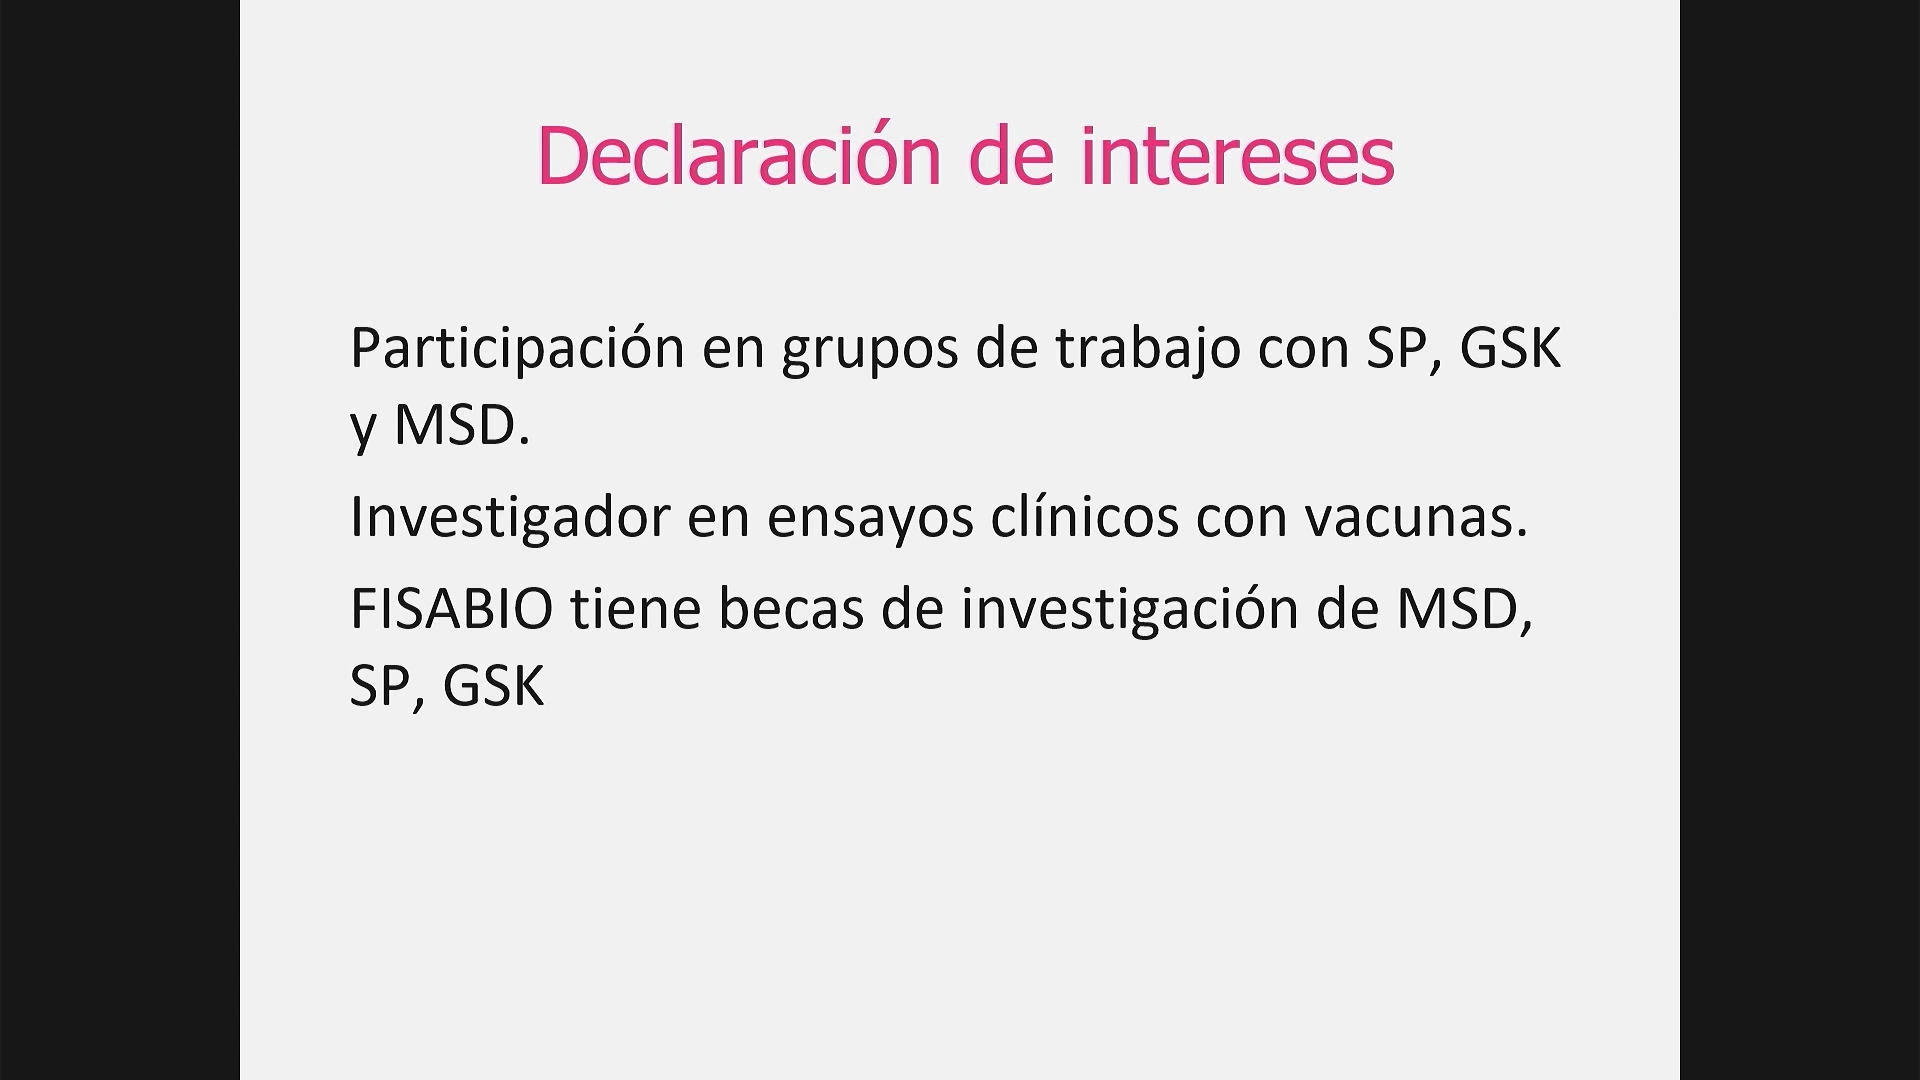 Declaración de intereses
Participación en grupos de trabajo con SP, GSK
y MSD.
Investigador en ensayos clínicos con vacunas.
FISABIO tiene becas de investigación de MSD,
SP, GSK